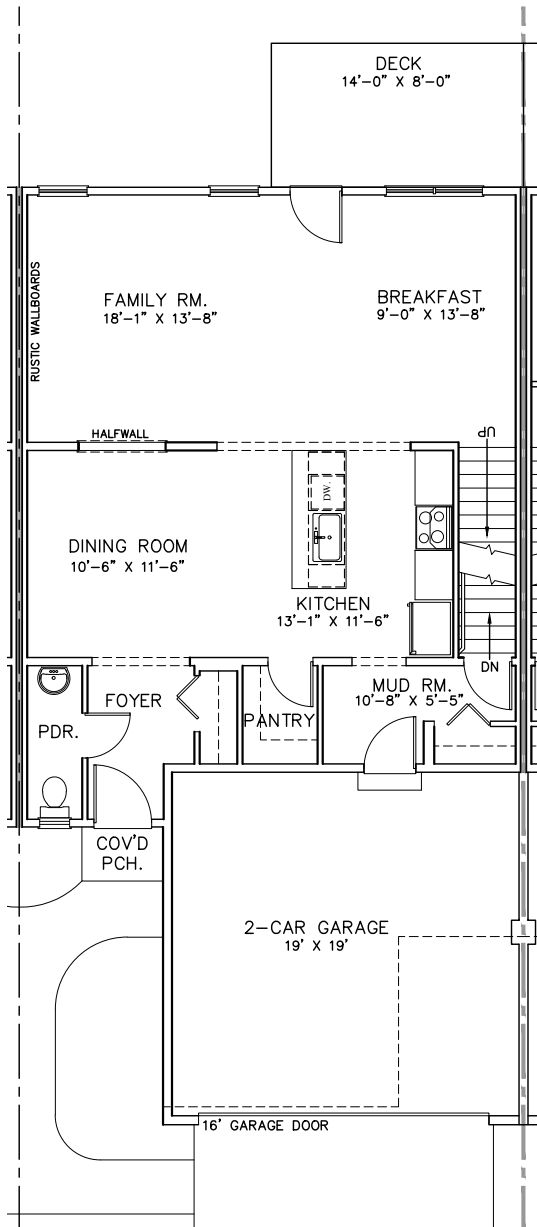 DECK
14'-0" X 8'-0"
RUSTIC WALLBOARDS
FAMILY RM.
18'-1" X 13'-8"
BREAKFAST
9'-0" X 13'-8"
HALFWALL
UP
DW.
DINING ROOM
10'-6" X 11'-6"
KITCHEN
13'-1" X 11'-6"
DN
MUD RM.
10'-8" X 5'-5"
FOYER
PANTRY
PDR.
COV'D
PCH.
2-CAR GARAGE
19' X 19'
16' GARAGE DOOR